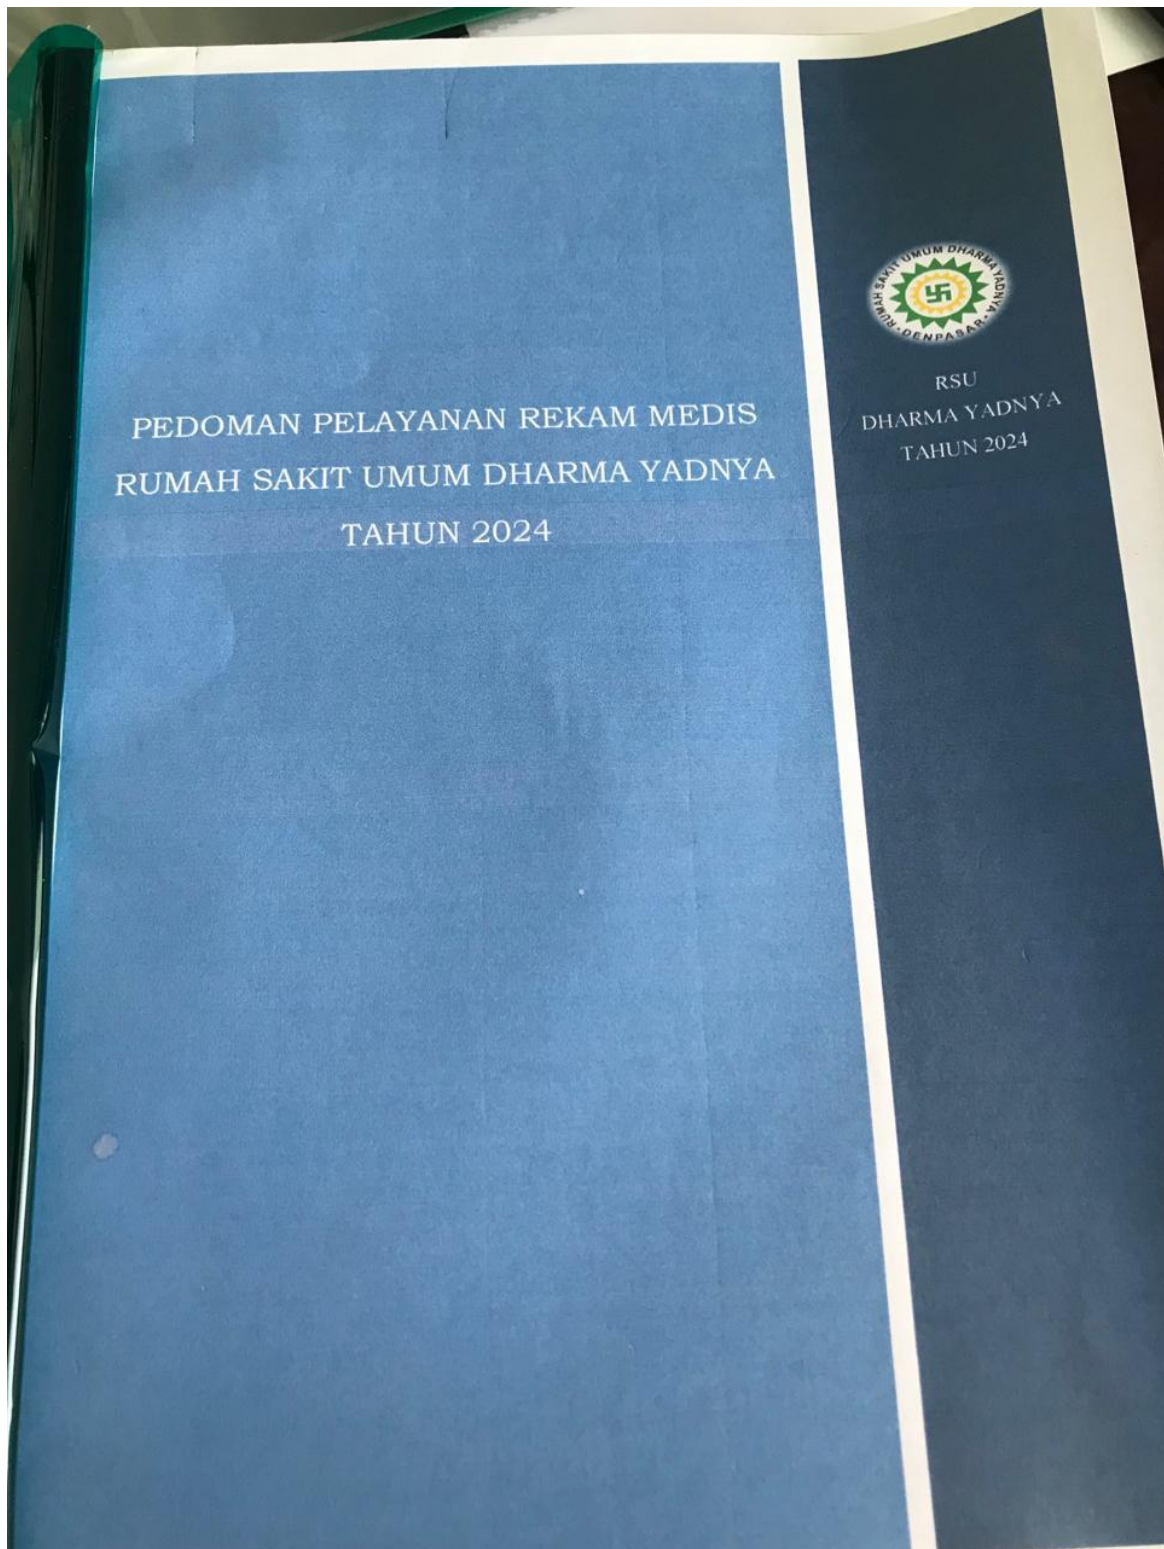 PEDOMAN PELAYANAN REKAM MEDIS
RUMAH SAKIT UMUM DHARMA YADNYA
TAHUN 2024
RUMAH SAKIT UMUM DHARMA YADNYA
- DENPASAR -
RSU
DHARMA YADNYA
TAHUN 2024